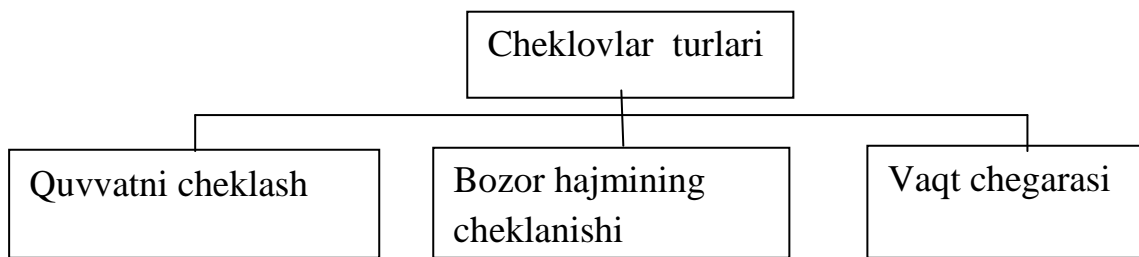 Cheklovlar turlari
Quvvatni cheklash
Bozor hajmining
cheklanishi
Vaqt chegarasi